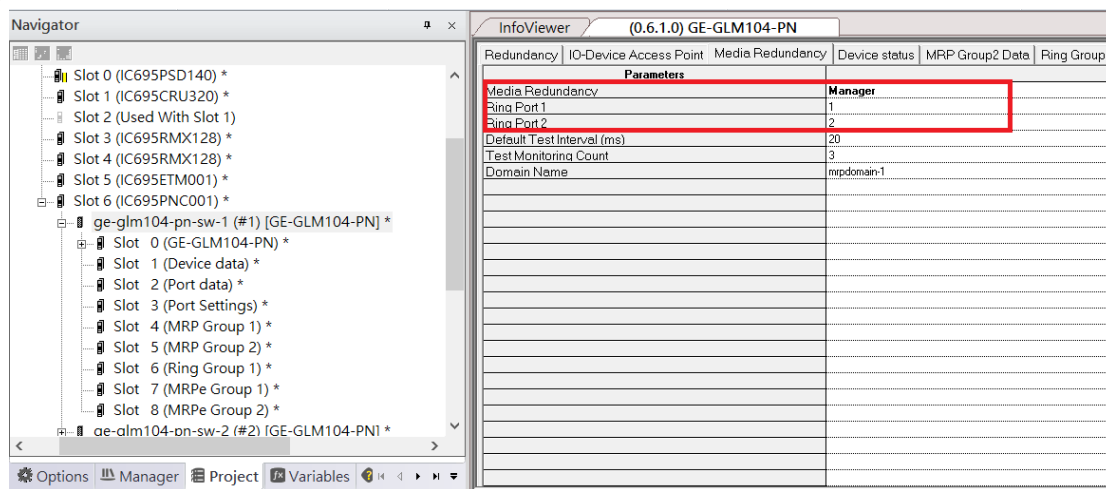 Navigator
Slot 0 (IC695PSD140) *
Slot 1 (IC695CRU320) *
Slot 2 (Used With Slot 1)
Slot 3 (IC695RMX128) *
Slot 4 (IC695RMX128) *
Slot 5 (IC695ETM001) *
Slot 6 (IC695PNC001) *
ge-glm104-pn-sw-1 (#1) [GE-GLM104-PN] *
Slot 0 (GE-GLM104-PN) *
Slot 1 (Device data) *
Slot 2 (Port data) *
Slot 3 (Port Settings) *
Slot 4 (MRP Group 1) *
Slot 5 (MRP Group 2) *
Slot 6 (Ring Group 1) *
Slot 7 (MRPe Group 1) *
Slot 8 (MRPe Group 2) *
ge-glm104-pn-sw-2 (#2) [GE-GLM104-PN] *
Options Manager Project Variables
InfoViewer (0.6.1.0) GE-GLM104-PN
Redundancy IO-Device Access Point Media Redundancy Device status MRP Group2 Data Ring Group
Parameters
Media Redundancy Manager
Ring Port 1 1
Ring Port 2 2
Default Test Interval (ms) 20
Test Monitoring Count 3
Domain Name mrpdomain-1